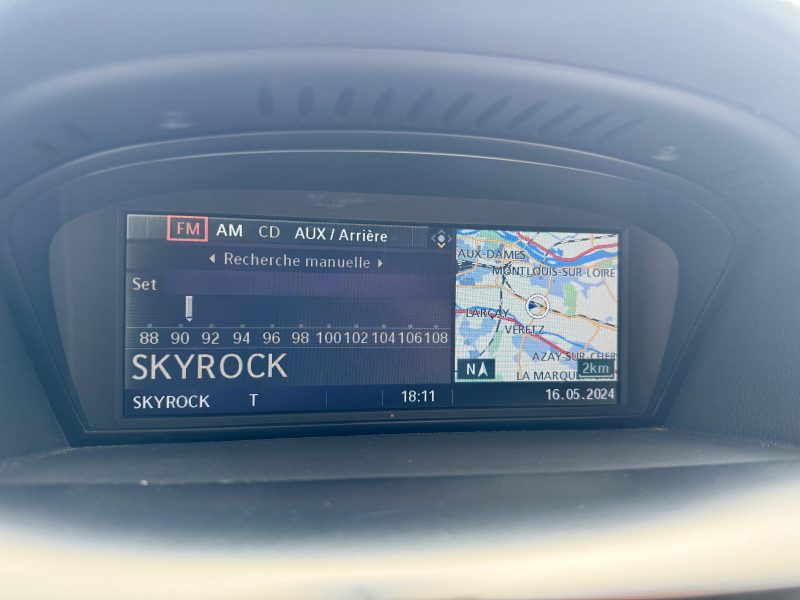 FM AM CD AUX / Arrière
Recherche manuelle
Set
88 90 92 94 96 98 100 102 104 106 108
SKYROCK
SKYROCK T 18:11 16.05.2024
AUX-DAMES
MONTLOUIS-SUR-LOIRE
LARÇAY
VERETZ
AZAY-SUR-CHER
LA MARQU
N 2km